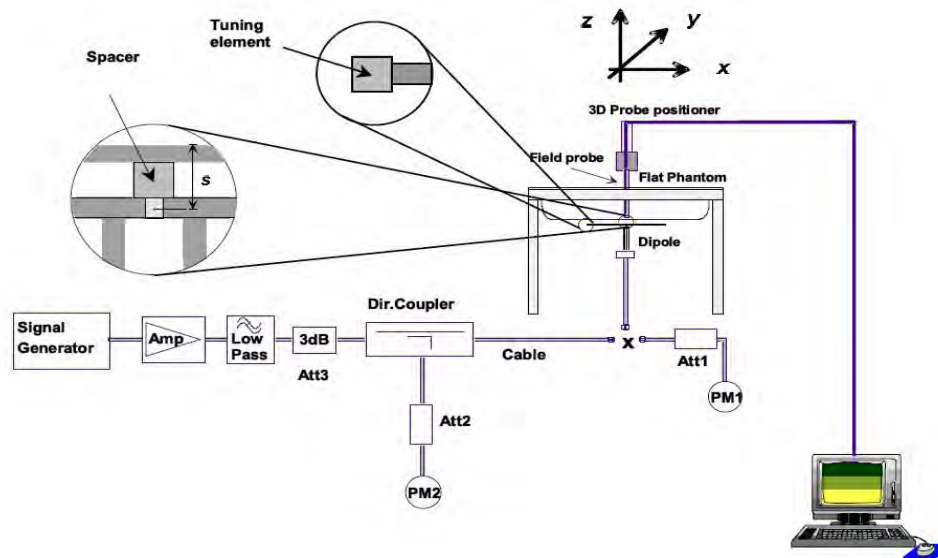 Tuning
element
Spacer
s
z
y
x
3D Probe positioner
Field probe
Flat Phantom
Dipole
Signal
Generator
Amp
Low
Pass
3dB
Att3
Dir.Coupler
Cable
x
Att1
PM1
Att2
PM2